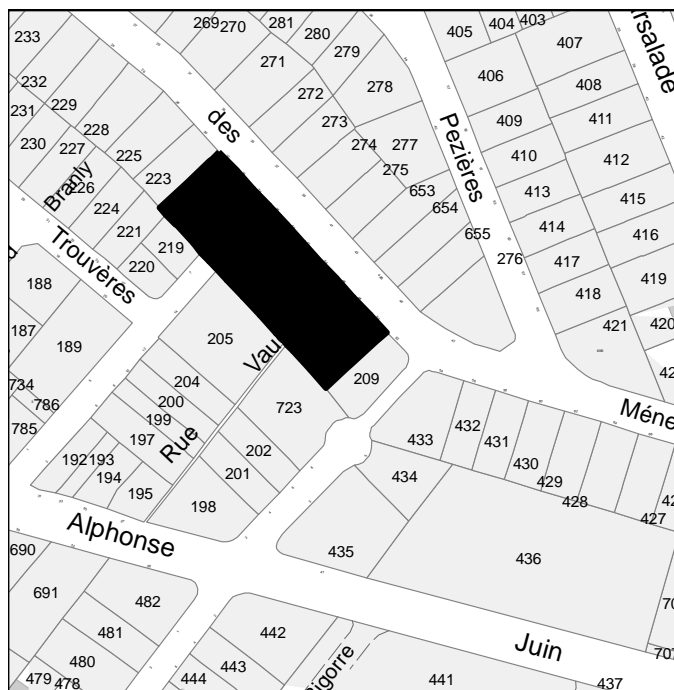 269 270 281 280 405 404 403
233 279 407
271 278 406 408
232 272
231 229 des 273 409 411
230 228 274 277 410 412
227 225 275 Pezières
226 Branly 223 653 413 415
224 654 414 416
221 219 655 276 417 419
220 Trouvères 418
188 421 420
187 205 Vau
189 209
734 204 723 Méne
786 200
785 199 433 432 431
197 Rue 202 430
192 193 201 434 429
194 428
195 198 427
Alphonse
690 435 436
691 482
481 442 Juin
480 443
479 478 444 441 437